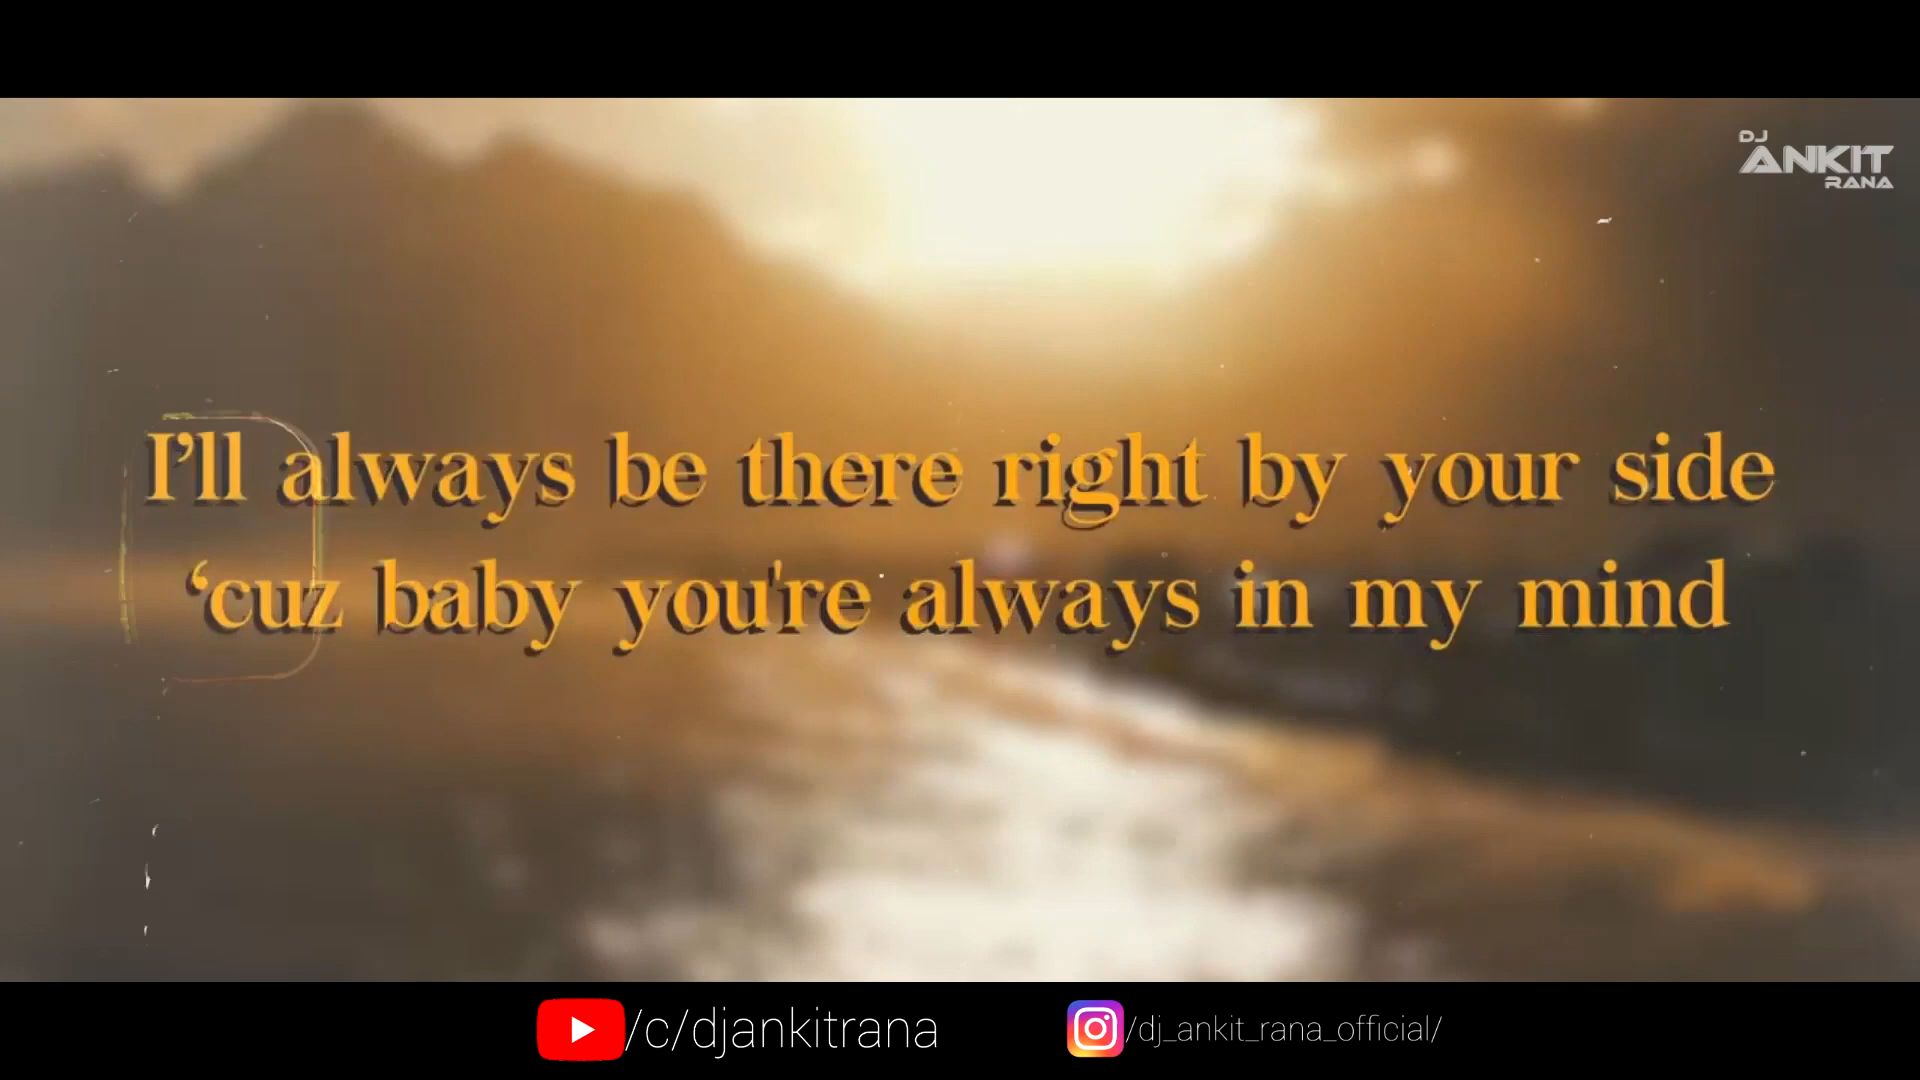 DJ
ANKIT
RANA
I’ll always be there right by your side
‘cuz baby you're always in my mind
/c/djankitrana
/dj_ankit_rana_official/